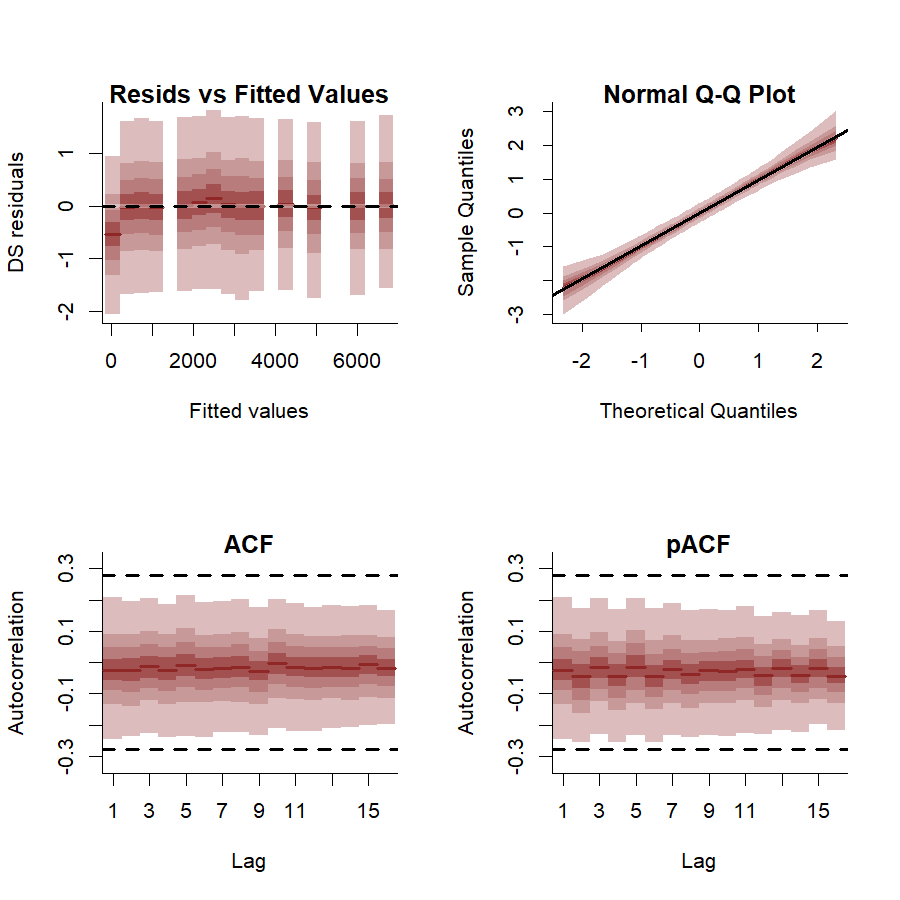 Resids vs Fitted Values
DS residuals
1
0
-1
-2
0 2000 4000 6000
Fitted values
Normal Q-Q Plot
Sample Quantiles
3
2
1
0
-1
-3
-2 -1 0 1 2
Theoretical Quantiles
ACF
Autocorrelation
0.3
0.1
-0.1
-0.3
1 3 5 7 9 11 15
Lag
pACF
Autocorrelation
0.3
0.1
-0.1
-0.3
1 3 5 7 9 11 15
Lag